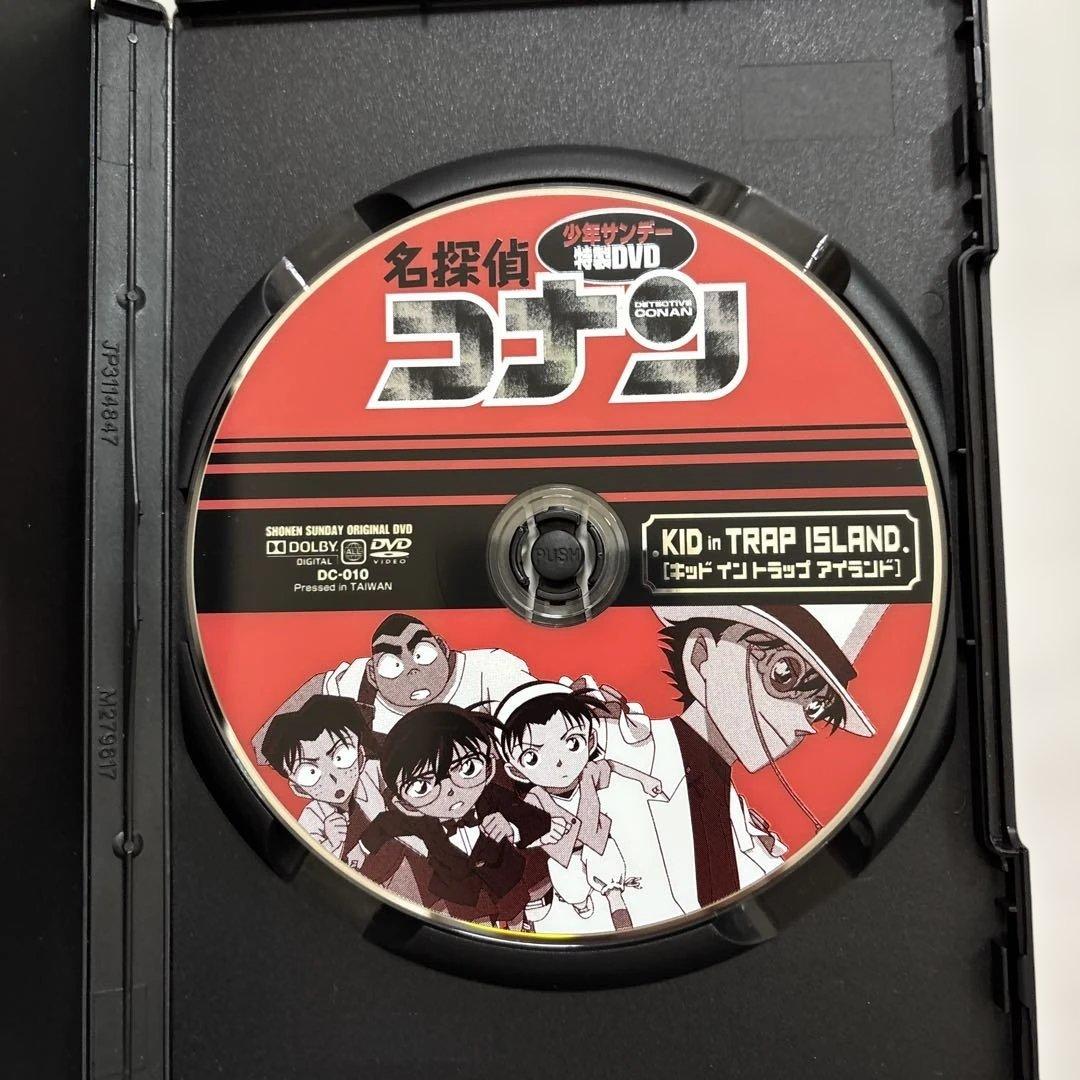 少年サンデー
特製DVD
名探偵
コナン
DETECTIVE
CONAN
SHONEN SUNDAY ORIGINAL DVD
DOLBY
DIGITAL
ALL
DVD
VIDEO
DC-010
Pressed in TAIWAN
PUSH
KID in TRAP ISLAND.
[キッド イン トラップ アイランド]
JP3114847
M279817